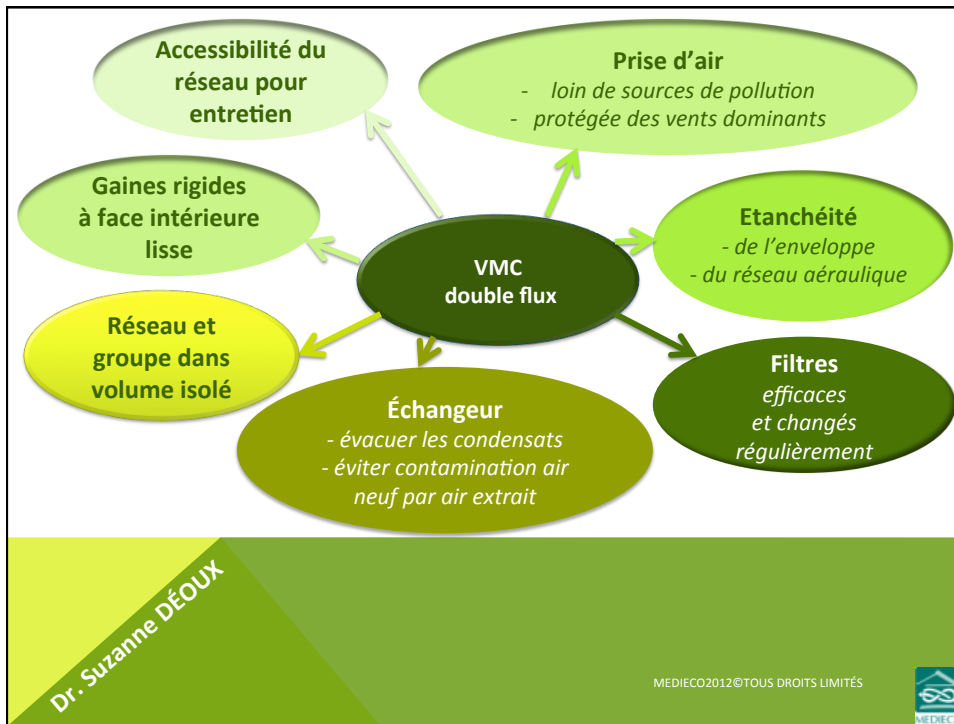 Accessibilité du
réseau pour
entretien
Prise d'air
- loin de sources de pollution
- protégée des vents dominants
Gaines rigides
à face intérieure
lisse
VMC
double flux
Etanchéité
- de l'enveloppe
- du réseau aéraulique
Réseau et
groupe dans
volume isolé
Échangeur
- évacuer les condensats
- éviter contamination air
neuf par air extrait
Filtres
efficaces
et changés
régulièrement
Dr. Suzanne DÉOUX
MEDIECO2012©TOUS DROITS LIMITÉS
MEDIECO